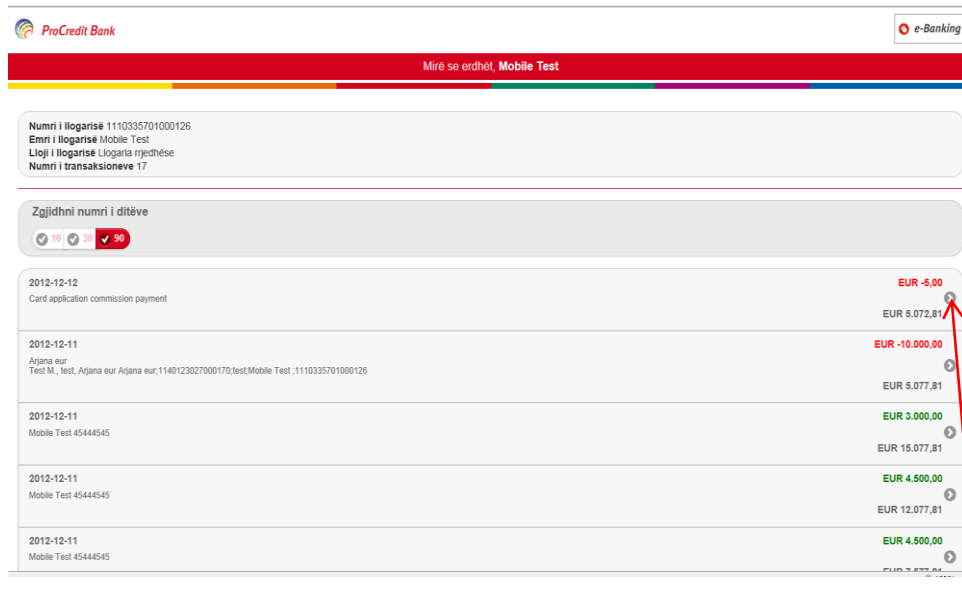 ProCredit Bank
e-Banking
Mirë se erdhët, Mobile Test
Numri i llogarisë 1110335701000126
Emri i llogarisë Mobile Test
Lloji i llogarisë Llogaria rrjedhëse
Numri i transaksioneve 17
Zgjidhni numri i ditëve
10 30 90
2012-12-12 EUR -5,00
Card application commission payment
EUR 5.072,81
2012-12-11 EUR -10.000,00
Arjana eur
Test M., test, Arjana eur Arjana eur;1140123027000170;test;Mobile Test ;1110335701000126
EUR 5.077,81
2012-12-11 EUR 3.000,00
Mobile Test 45444545
EUR 15.077,81
2012-12-11 EUR 4.500,00
Mobile Test 45444545
EUR 12.077,81
2012-12-11 EUR 4.500,00
Mobile Test 45444545
EUR 7.577,81